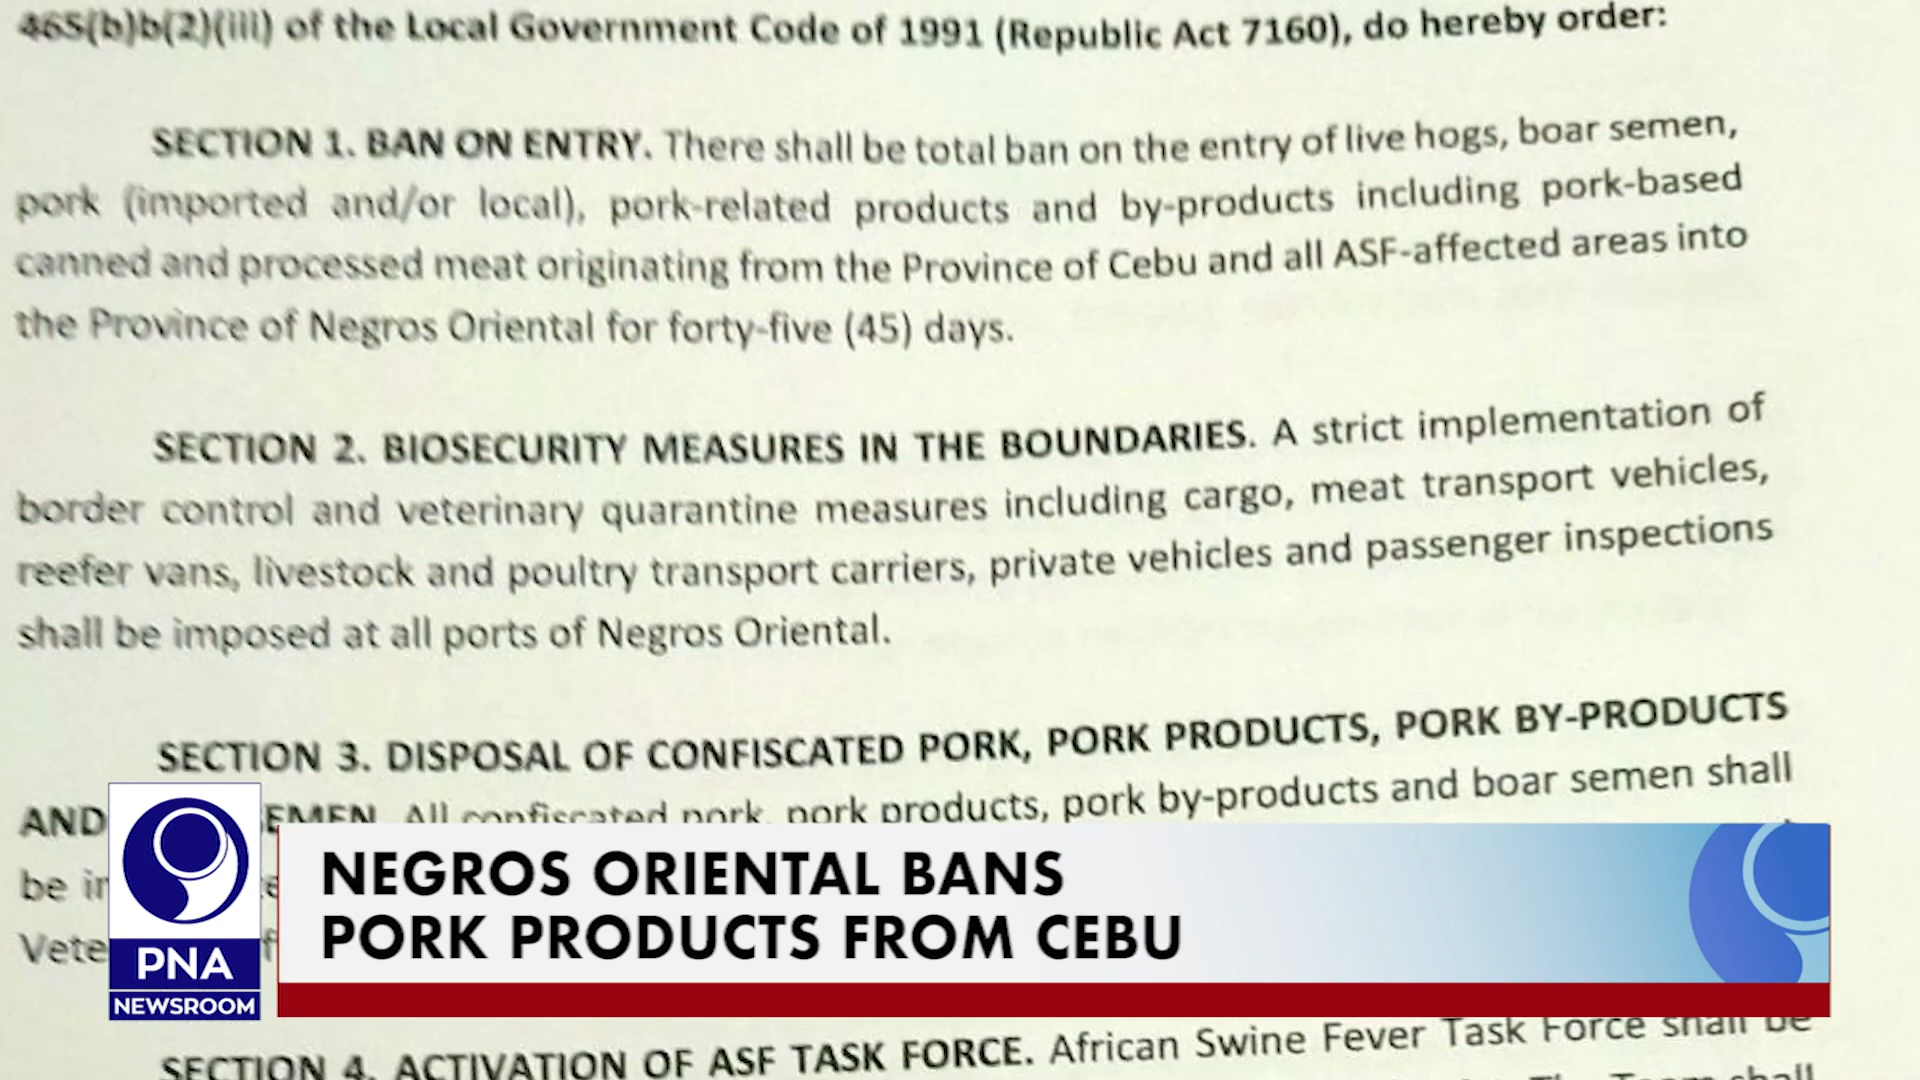 465(b)b(2)(iii) of the Local Government Code of 1991 (Republic Act 7160), do hereby order:
SECTION 1. BAN ON ENTRY. There shall be total ban on the entry of live hogs, boar semen,
pork (imported and/or local), pork-related products and by-products including pork-based
canned and processed meat originating from the Province of Cebu and all ASF-affected areas into
the Province of Negros Oriental for forty-five (45) days.
SECTION 2. BIOSECURITY MEASURES IN THE BOUNDARIES. A strict implementation of
border control and veterinary quarantine measures including cargo, meat transport vehicles,
reefer vans, livestock and poultry transport carriers, private vehicles and passenger inspections
shall be imposed at all ports of Negros Oriental.
SECTION 3. DISPOSAL OF CONFISCATED PORK, PORK PRODUCTS, PORK BY-PRODUCTS
AND All confiscated pork, pork products, pork by-products and boar semen shall
be
NEGROS ORIENTAL BANS
PORK PRODUCTS FROM CEBU
PNA
NEWSROOM
SECTION 4. ACTIVATION OF ASF TASK FORCE. African Swine Fever Task Force shall be
The Team shall